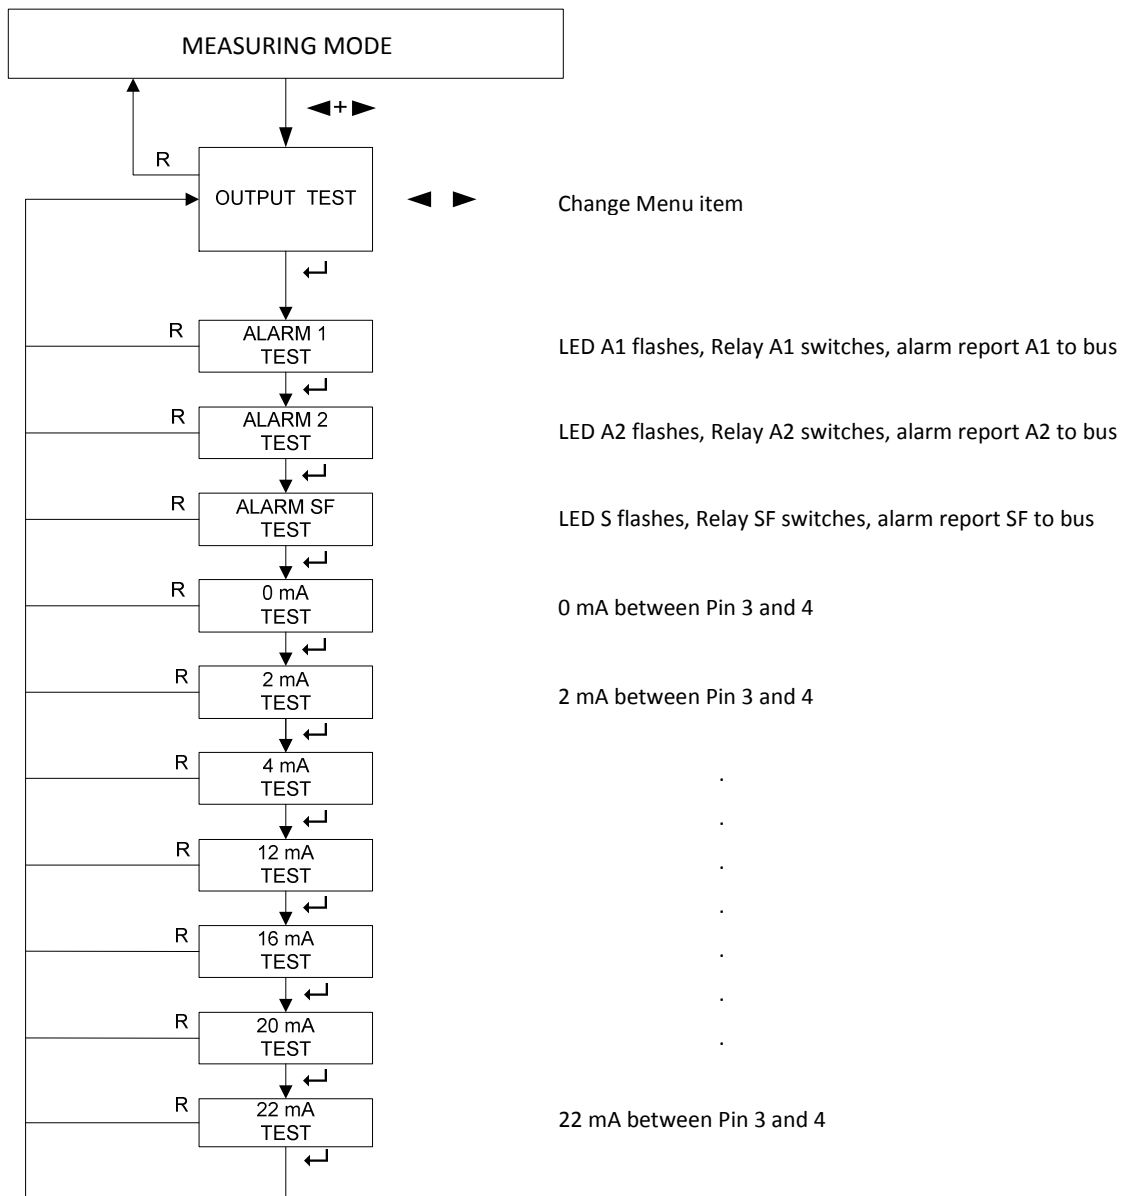 MEASURING MODE
◄+►
R
OUTPUT TEST
◄ ►
Change Menu item
↵
R
ALARM 1
TEST
LED A1 flashes, Relay A1 switches, alarm report A1 to bus
↵
R
ALARM 2
TEST
LED A2 flashes, Relay A2 switches, alarm report A2 to bus
↵
R
ALARM SF
TEST
LED S flashes, Relay SF switches, alarm report SF to bus
↵
R
0 mA
TEST
0 mA between Pin 3 and 4
↵
R
2 mA
TEST
2 mA between Pin 3 and 4
↵
R
4 mA
TEST
.
↵
.
R
12 mA
TEST
.
↵
.
R
16 mA
TEST
.
↵
.
R
20 mA
TEST
.
↵
R
22 mA
TEST
22 mA between Pin 3 and 4
↵